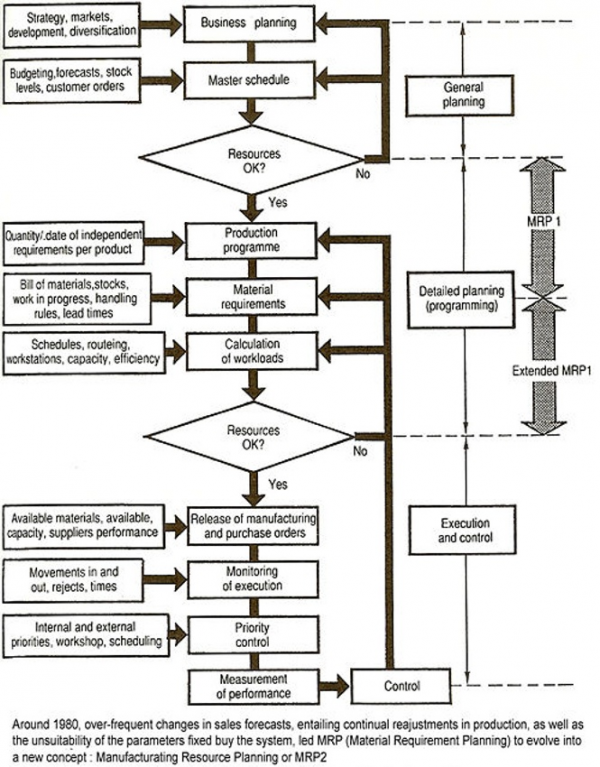 Strategy, markets,
development, diversification
Business planning
Budgeting,forecasts, stock
levels, customer orders
Master schedule
General
planning
Resources
OK?
No
Yes
MRP 1
Quantity/.date of independent
requirements per product
Production
programme
Bill of materials,stocks,
work in progress, handling
rules, lead times
Material
requirements
Detailed planning
(programming)
Schedules, routeing,
workstations, capacity, efficiency
Calculation
of workloads
Extended MRP1
Resources
OK?
No
Yes
Available materials, available,
capacity, suppliers performance
Release of manufacturing
and purchase orders
Execution
and control
Movements in and
out, rejects, times
Monitoring
of execution
Internal and external
priorities, workshop, scheduling
Priority
control
Measurement
of performance
Control
Around 1980, over-frequent changes in sales forecasts, entailing continual reajustments in production, as well as
the unsuitability of the parameters fixed buy the system, led MRP (Material Requirement Planning) to evolve into
a new concept : Manufacturating Resource Planning or MRP2